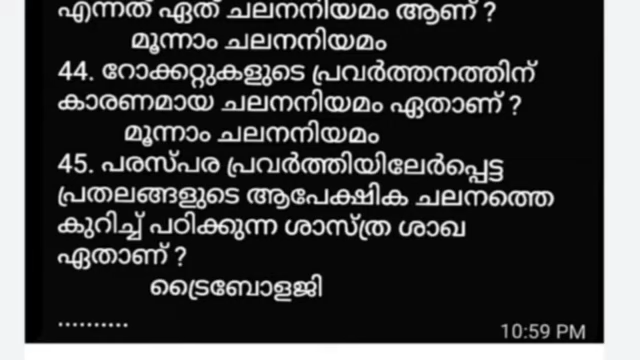 എന്നത് ഏത് ചലനനിയമം ആണ് ?
മൂന്നാം ചലനനിയമം
44. റോക്കറ്റുകളുടെ പ്രവർത്തനത്തിന്
കാരണമായ ചലനനിയമം ഏതാണ് ?
മൂന്നാം ചലനനിയമം
45. പരസ്പര പ്രവർത്തിയിലേർപ്പെട്ട
പ്രതലങ്ങളുടെ ആപേക്ഷിക ചലനത്തെ
കുറിച്ച് പഠിക്കുന്ന ശാസ്ത്ര ശാഖ
ഏതാണ് ?
ട്രൈബോളജി
..........
10:59 PM